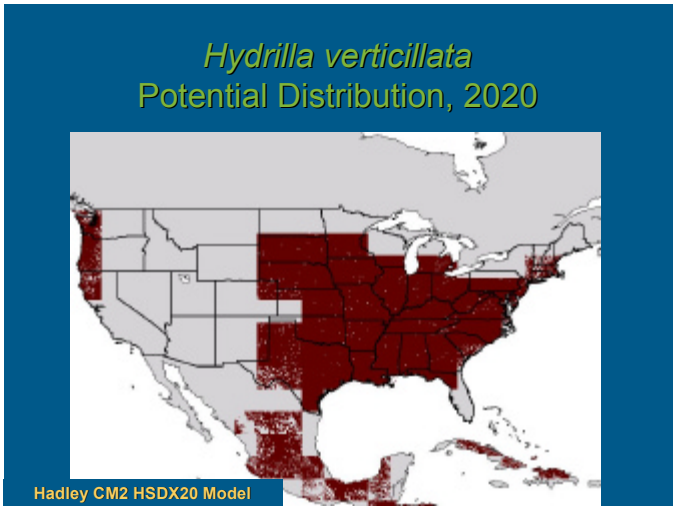 Hydrilla verticillata
Potential Distribution, 2020
Hadley CM2 HSDX20 Model